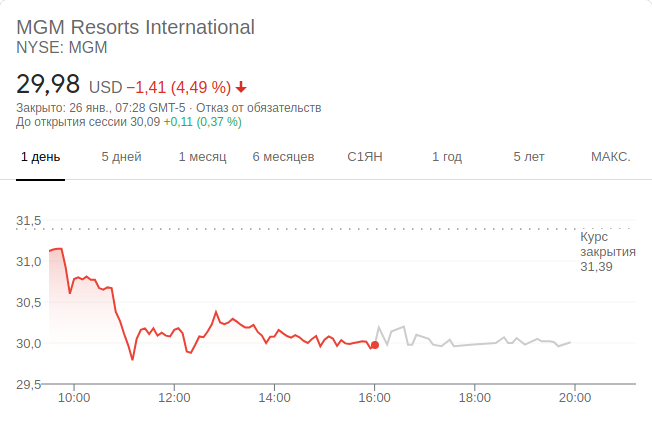 MGM Resorts International
NYSE: MGM
29,98 USD −1,41 (4,49 %)
Закрыто: 26 янв., 07:28 GMT-5 · Отказ от обязательств
До открытия сессии 30,09 +0,11 (0,37 %)
1 день 5 дней 1 месяц 6 месяцев С1ЯН 1 год 5 лет МАКС.
31,5
Курс
закрытия
31,39
31,0
30,5
30,0
29,5
10:00 12:00 14:00 16:00 18:00 20:00